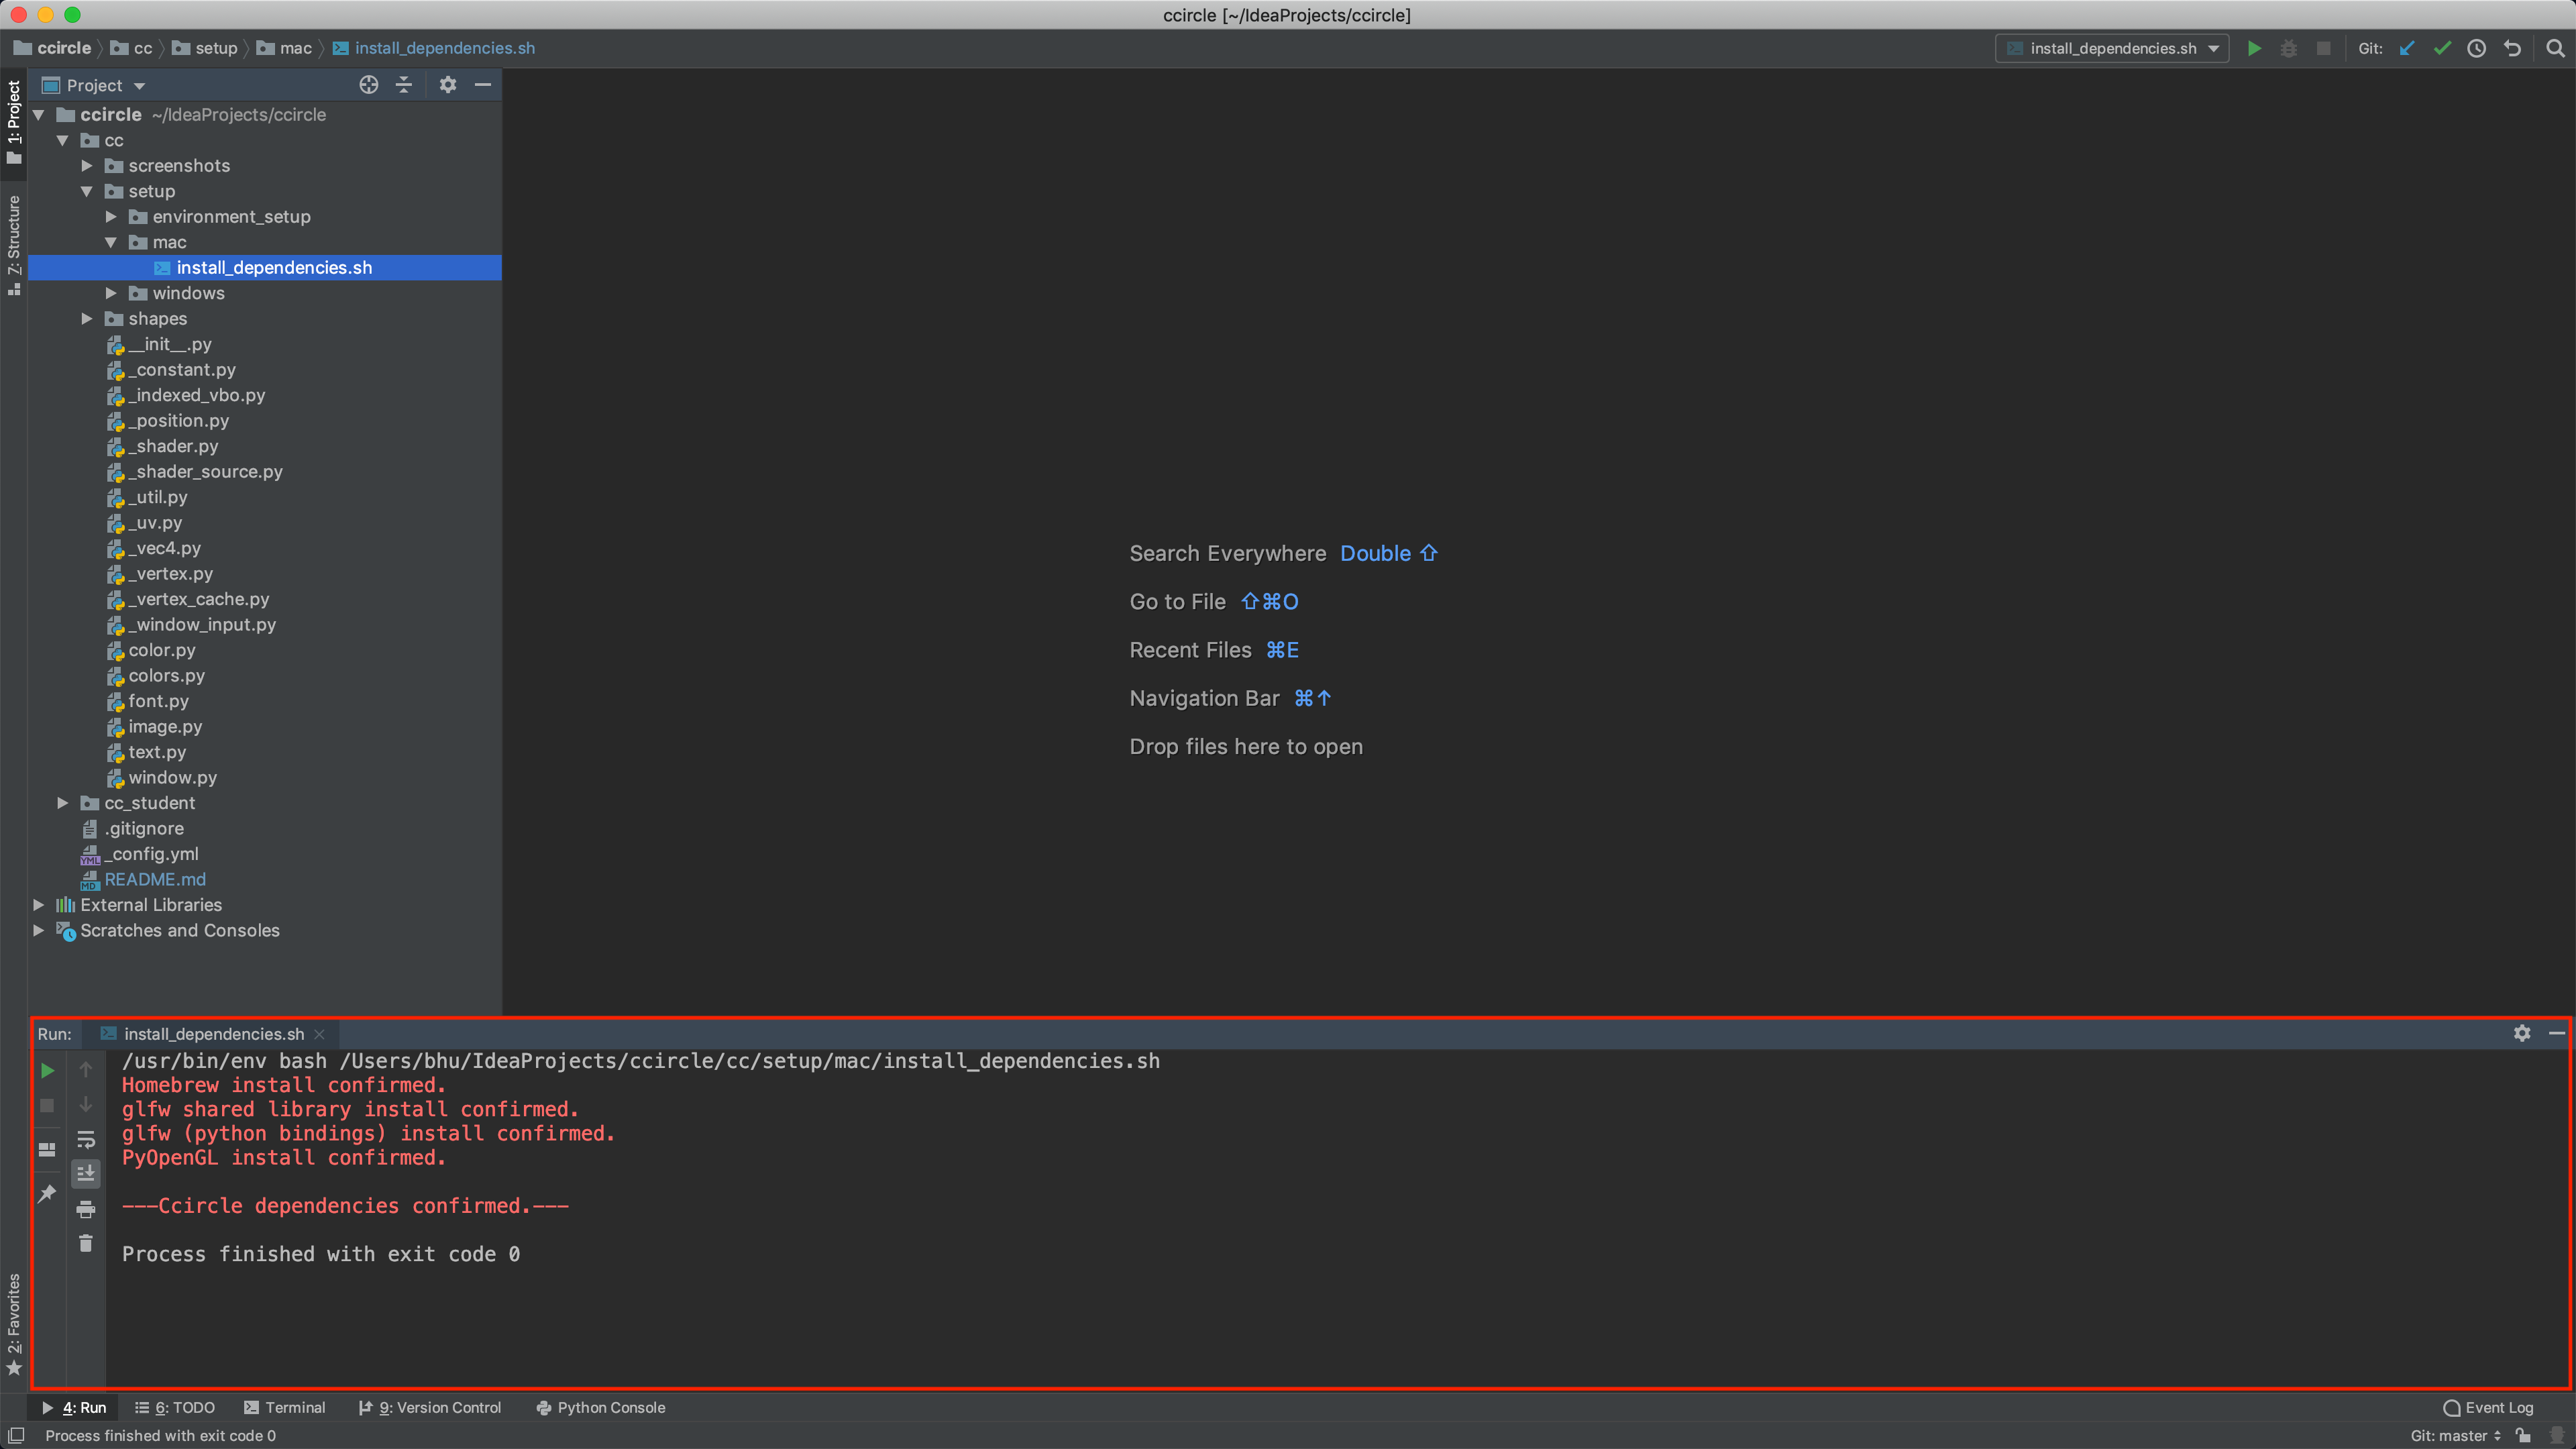 ccircle [~/IdeaProjects/ccircle]
ccircle cc setup mac install_dependencies.sh
install_dependencies.sh Git:
1: Project
7: Structure
2: Favorites
Project
ccircle ~/IdeaProjects/ccircle
cc
screenshots
setup
environment_setup
mac
install_dependencies.sh
windows
shapes
__init__.py
_constant.py
_indexed_vbo.py
_position.py
_shader.py
_shader_source.py
_util.py
_uv.py
_vec4.py
_vertex.py
_vertex_cache.py
_window_input.py
color.py
colors.py
font.py
image.py
text.py
window.py
cc_student
.gitignore
_config.yml
README.md
External Libraries
Scratches and Consoles
Search Everywhere Double ⇧
Go to File ⇧⌘O
Recent Files ⌘E
Navigation Bar ⌘↑
Drop files here to open
Run: install_dependencies.sh
/usr/bin/env bash /Users/bhu/IdeaProjects/ccircle/cc/setup/mac/install_dependencies.sh
Homebrew install confirmed.
glfw shared library install confirmed.
glfw (python bindings) install confirmed.
PyOpenGL install confirmed.
---Ccircle dependencies confirmed.---
Process finished with exit code 0
4: Run 6: TODO Terminal 9: Version Control Python Console Event Log
Process finished with exit code 0 Git: master